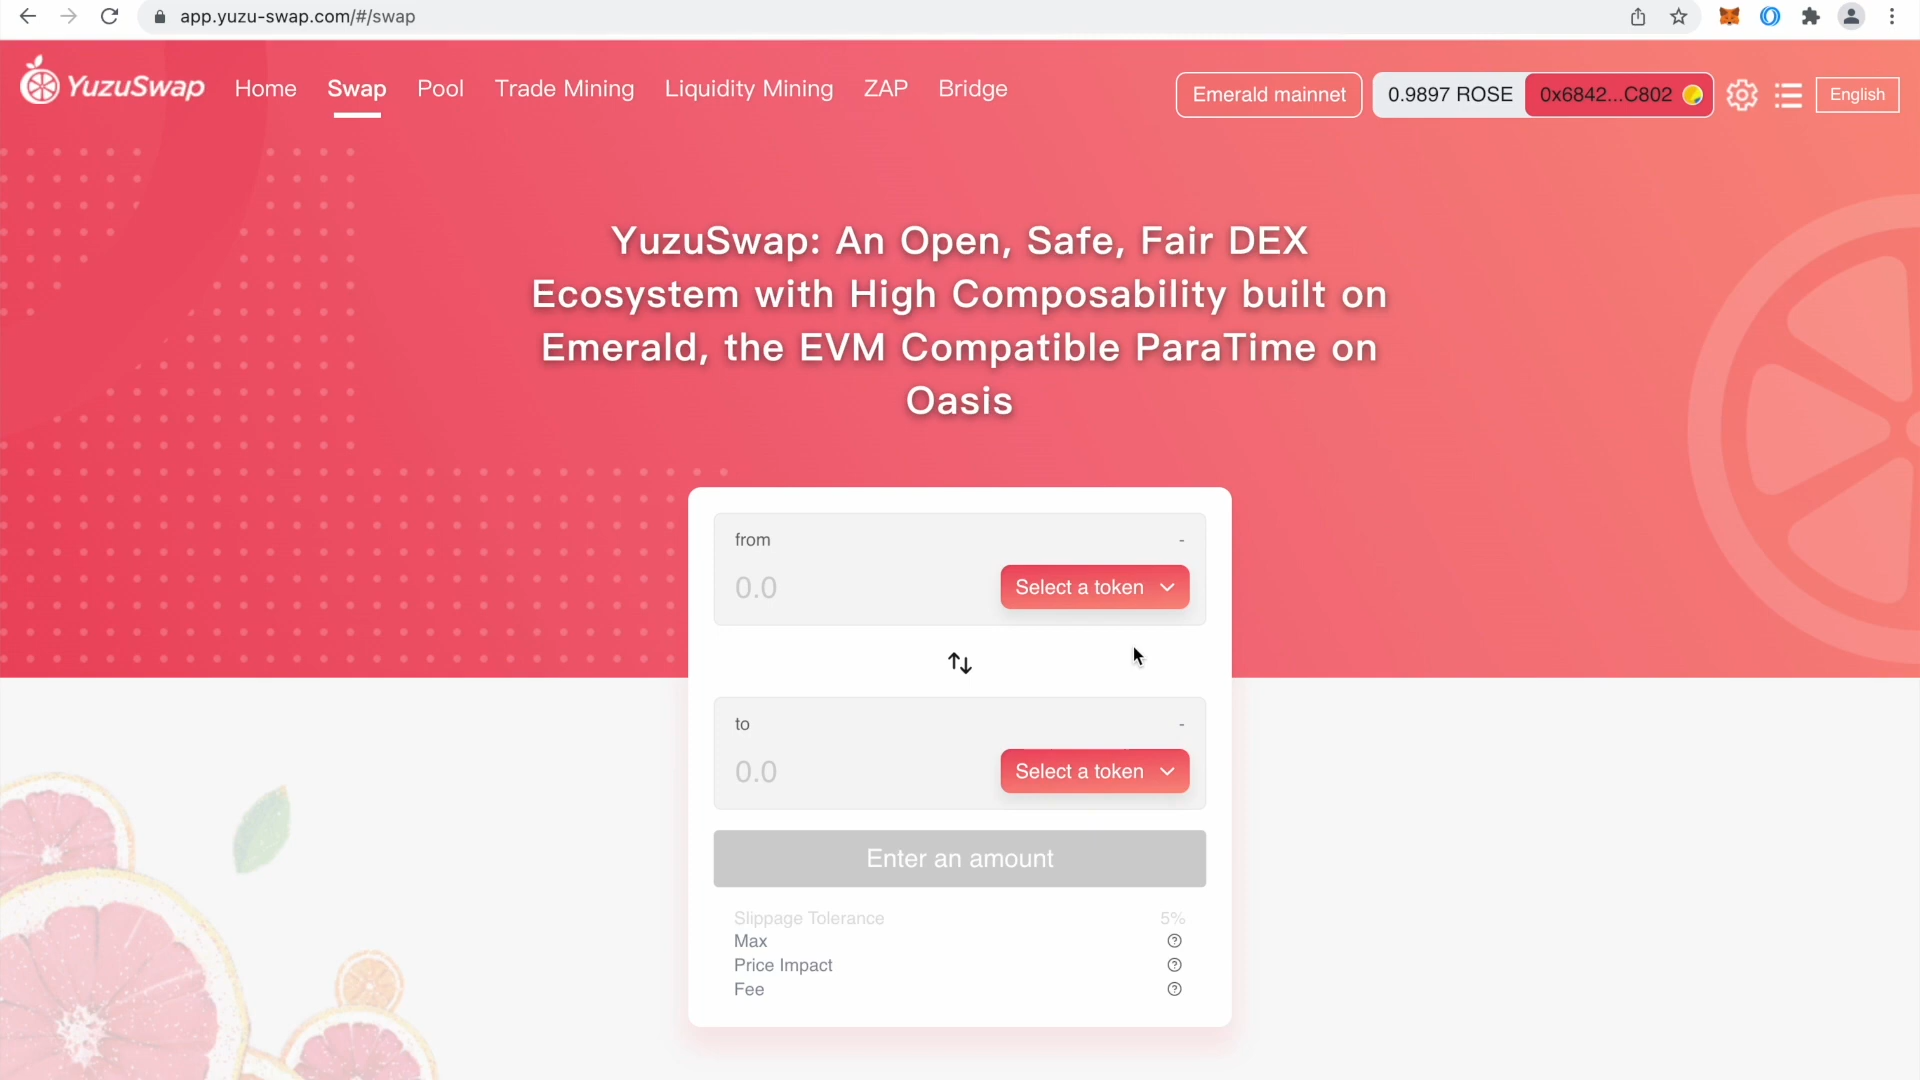 app.yuzu-swap.com/#/swap
YuzuSwap Home Swap Pool Trade Mining Liquidity Mining ZAP Bridge Emerald mainnet 0.9897 ROSE 0x6842...C802 English
YuzuSwap: An Open, Safe, Fair DEX
Ecosystem with High Composability built on
Emerald, the EVM Compatible ParaTime on
Oasis
from -
0.0 Select a token
to -
0.0 Select a token
Enter an amount
Slippage Tolerance 5%
Max
Price Impact
Fee